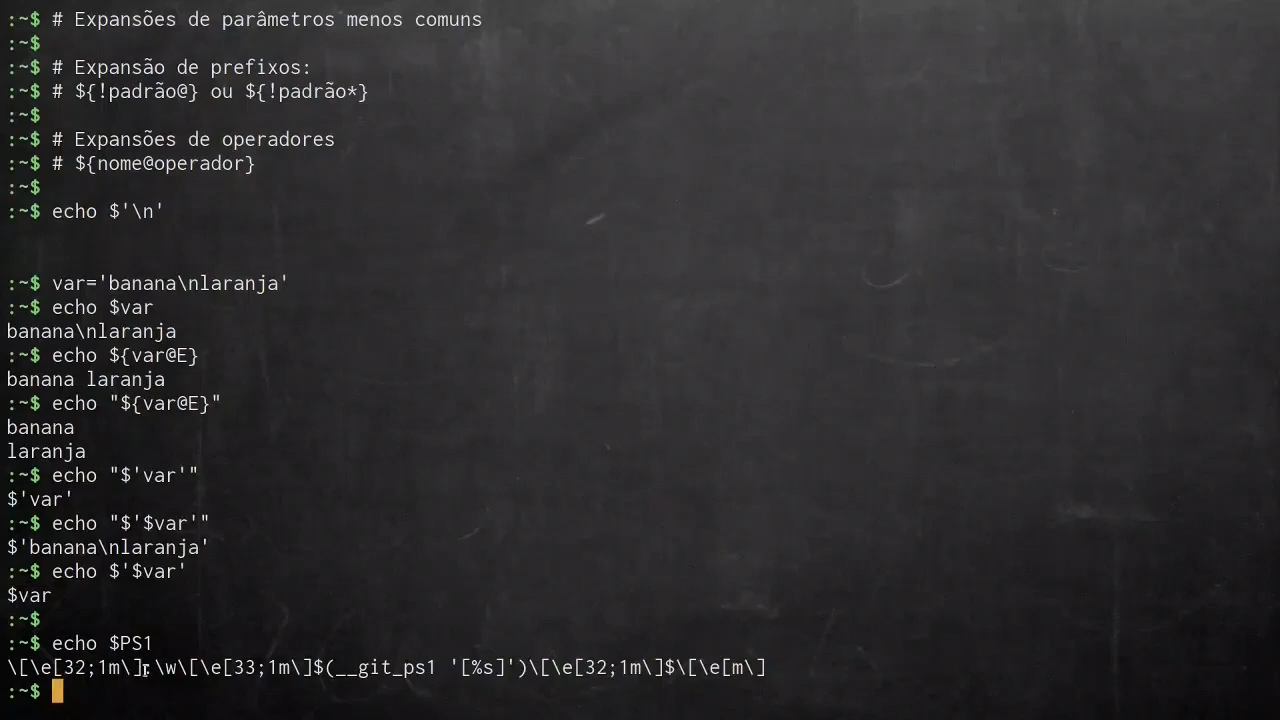 :~$ # Expansões de parâmetros menos comuns
:~$
:~$ # Expansão de prefixos:
:~$ # ${!padrão@} ou ${!padrão*}
:~$
:~$ # Expansões de operadores
:~$ # ${nome@operador}
:~$
:~$ echo $'\n'
:~$ var='banana\nlaranja'
:~$ echo $var
banana\nlaranja
:~$ echo ${var@E}
banana laranja
:~$ echo "${var@E}"
banana
laranja
:~$ echo "$'var'"
$'var'
:~$ echo "$'$var'"
$'banana\nlaranja'
:~$ echo $'$var'
$var
:~$
:~$ echo $PS1
\[\e[32;1m\]:\w\[\e[33;1m\]$(__git_ps1 '[%s]')\[\e[32;1m\]$\[\e[m\]
:~$